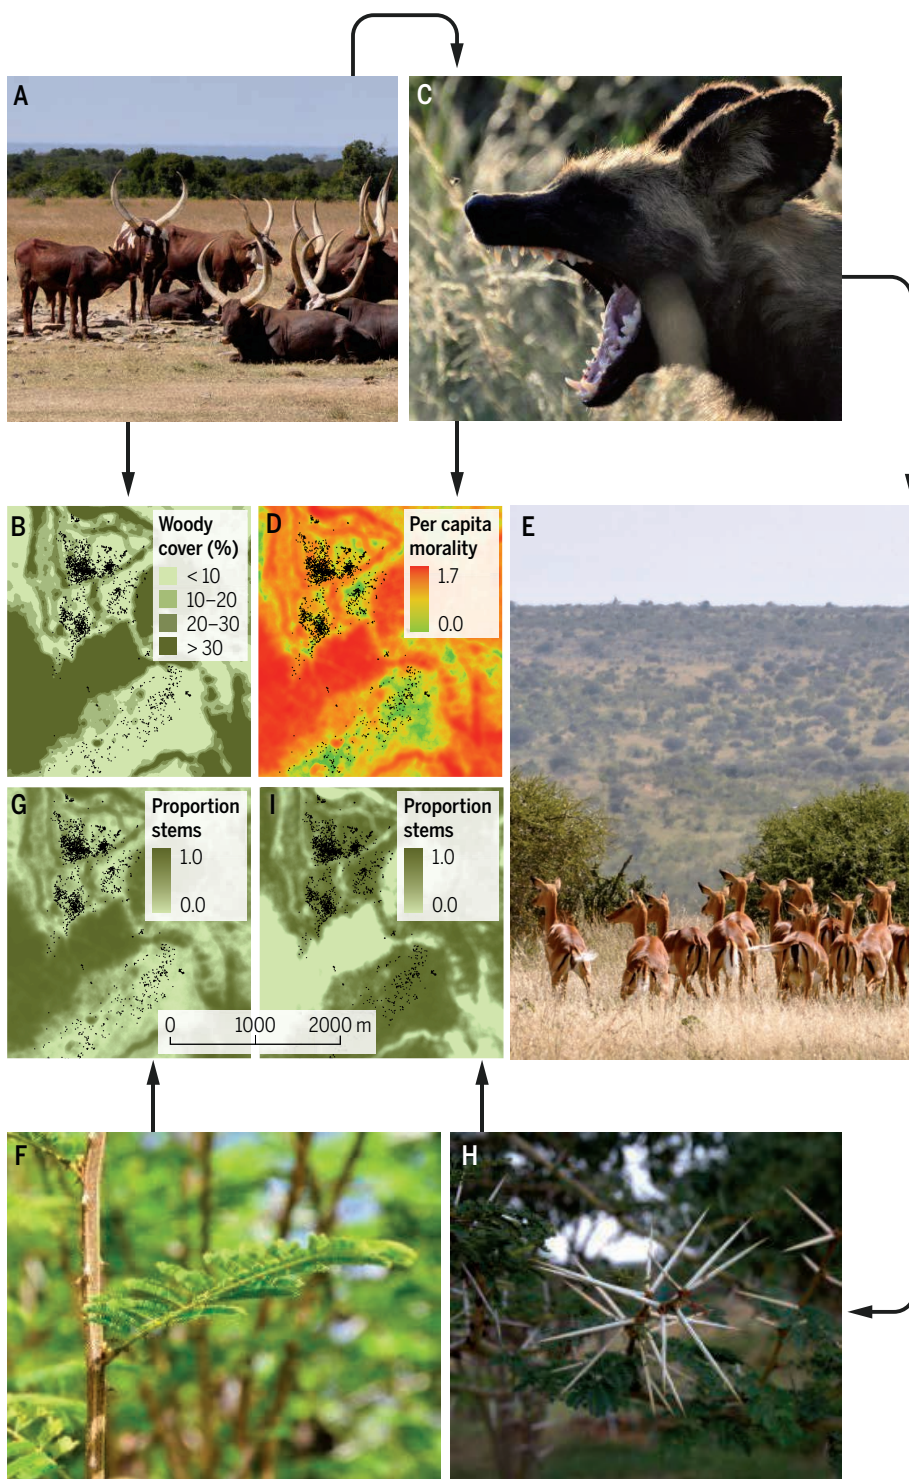 A
C
B
Woody
cover (%)
< 10
10–20
20–30
> 30
D
Per capita
morality
1.7
0.0
E
G
Proportion
stems
1.0
0.0
I
Proportion
stems
1.0
0.0
0 1000 2000 m
F
H